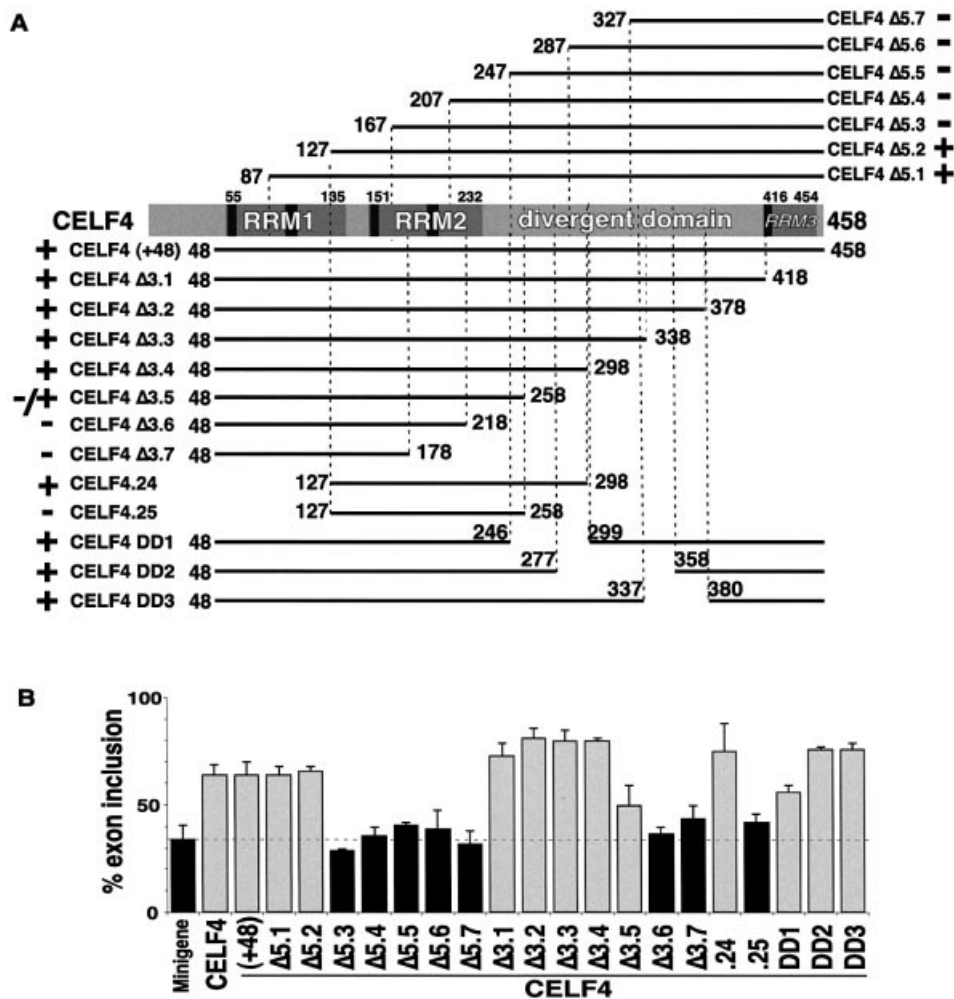 A
327 CELF4 Δ5.7 -
287 CELF4 Δ5.6 -
247 CELF4 Δ5.5 -
207 CELF4 Δ5.4 -
167 CELF4 Δ5.3 -
127 CELF4 Δ5.2 +
87 CELF4 Δ5.1 +
55 135 151 232 416 454
CELF4 RRM1 RRM2 divergent domain RRM3 458
+ CELF4 (+48) 48 458
+ CELF4 Δ3.1 48 418
+ CELF4 Δ3.2 48 378
+ CELF4 Δ3.3 48 338
+ CELF4 Δ3.4 48 298
-/+ CELF4 Δ3.5 48 258
- CELF4 Δ3.6 48 218
- CELF4 Δ3.7 48 178
+ CELF4.24 127 298
- CELF4.25 127 258
+ CELF4 DD1 48 246 299
+ CELF4 DD2 48 277 358
+ CELF4 DD3 48 337 380
B
% exon inclusion
100
50
0
Minigene
CELF4
(+48)
Δ5.1
Δ5.2
Δ5.3
Δ5.4
Δ5.5
Δ5.6
Δ5.7
Δ3.1
Δ3.2
Δ3.3
Δ3.4
Δ3.5
Δ3.6
Δ3.7
.24
.25
DD1
DD2
DD3
CELF4